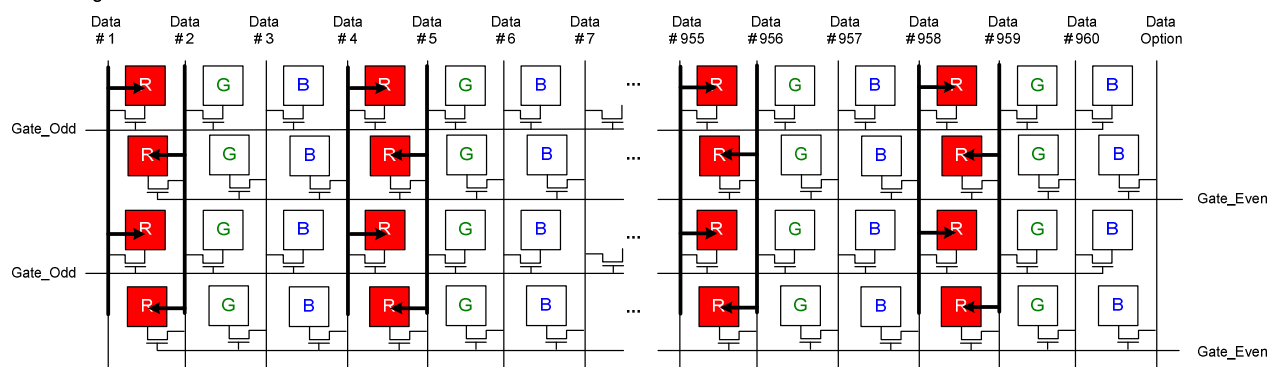 Data #1 Data #2 Data #3 Data #4 Data #5 Data #6 Data #7 Data #955 Data #956 Data #957 Data #958 Data #959 Data #960 Data Option
R G B R G B ... R G B R G B
Gate_Odd
R G B R G B ... R G B R G B
Gate_Even
R G B R G B ... R G B R G B
Gate_Odd
R G B R G B ... R G B R G B
Gate_Even